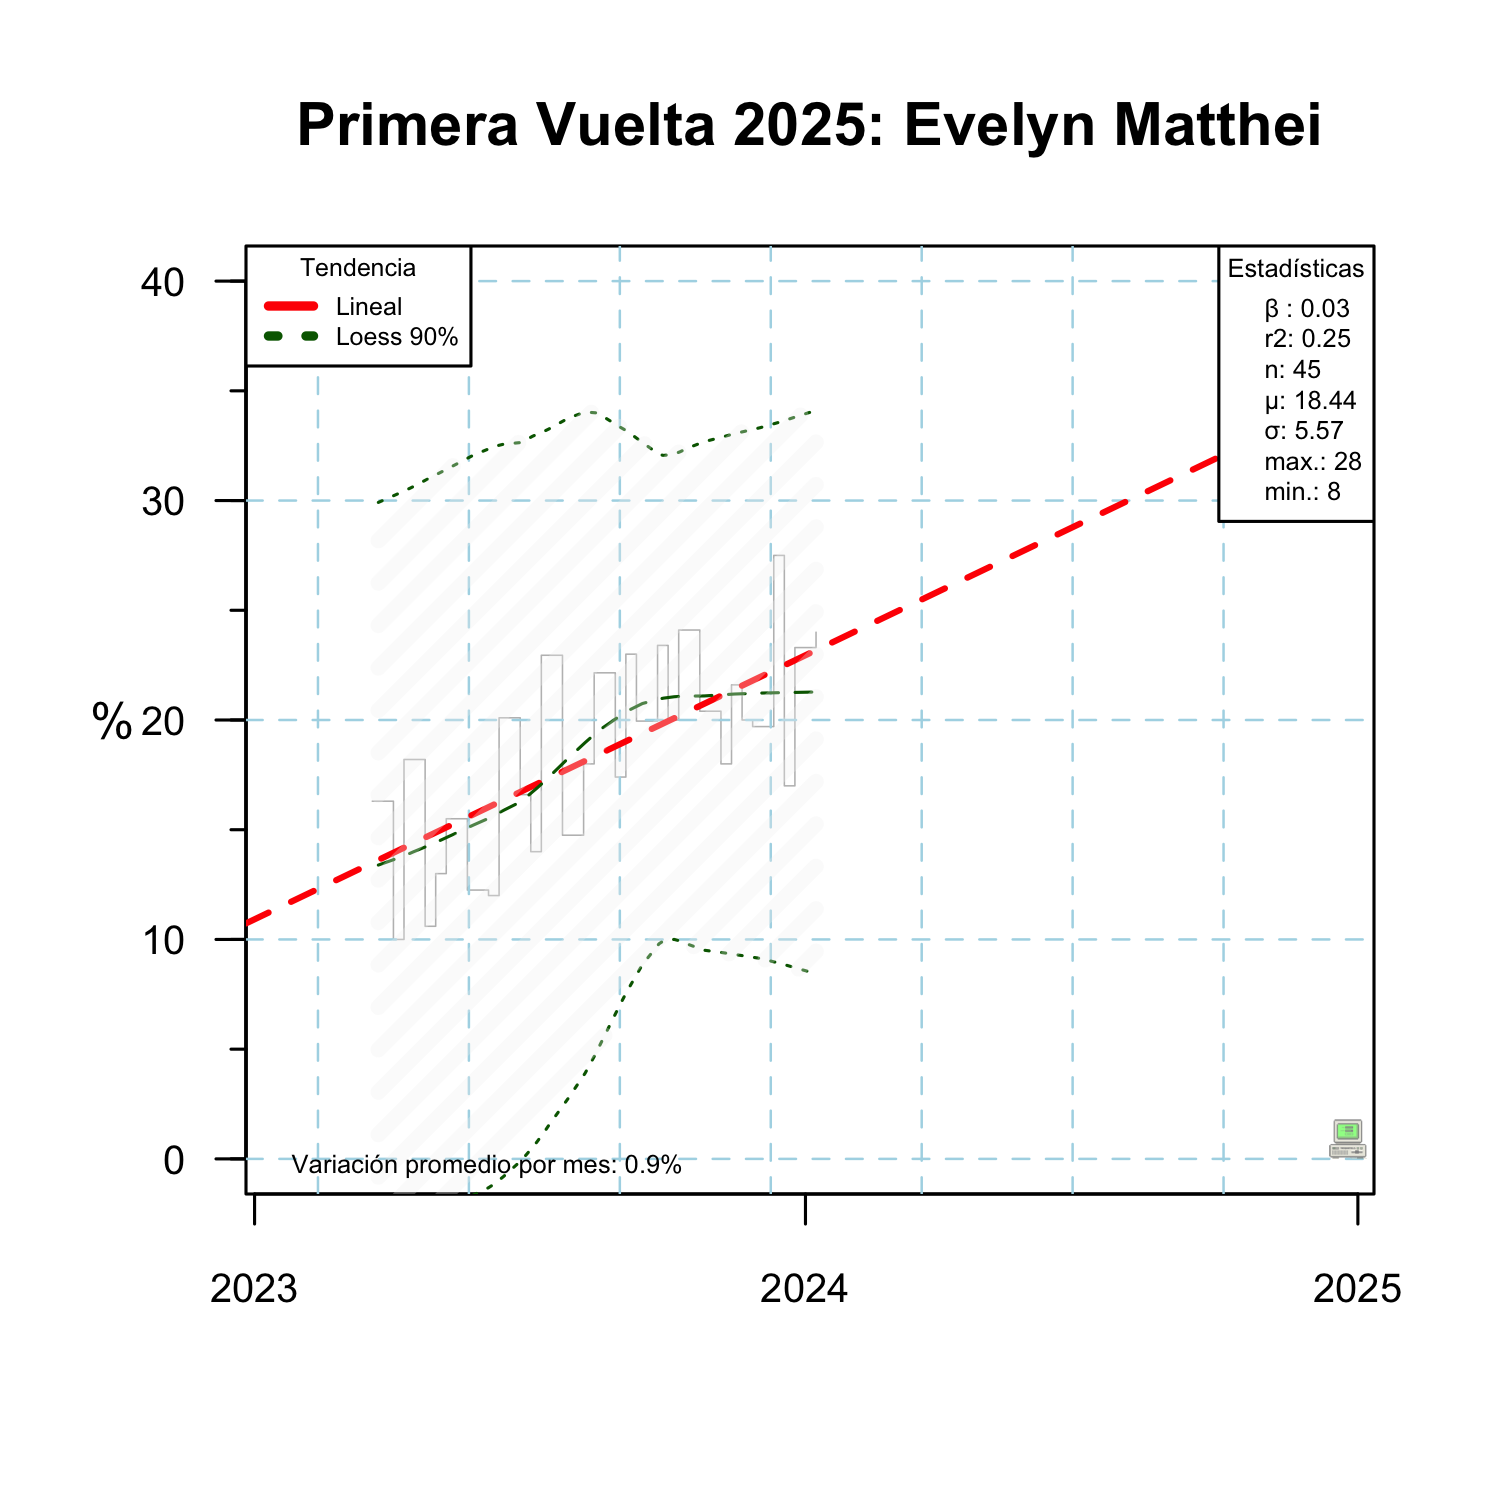 Primera Vuelta 2025: Evelyn Matthei
Tendencia
Lineal
Loess 90%
Estadísticas
β : 0.03
r2: 0.25
n: 45
μ: 18.44
σ: 5.57
max.: 28
min.: 8
40
30
%
20
10
0
Variación promedio por mes: 0.9%
2023
2024
2025